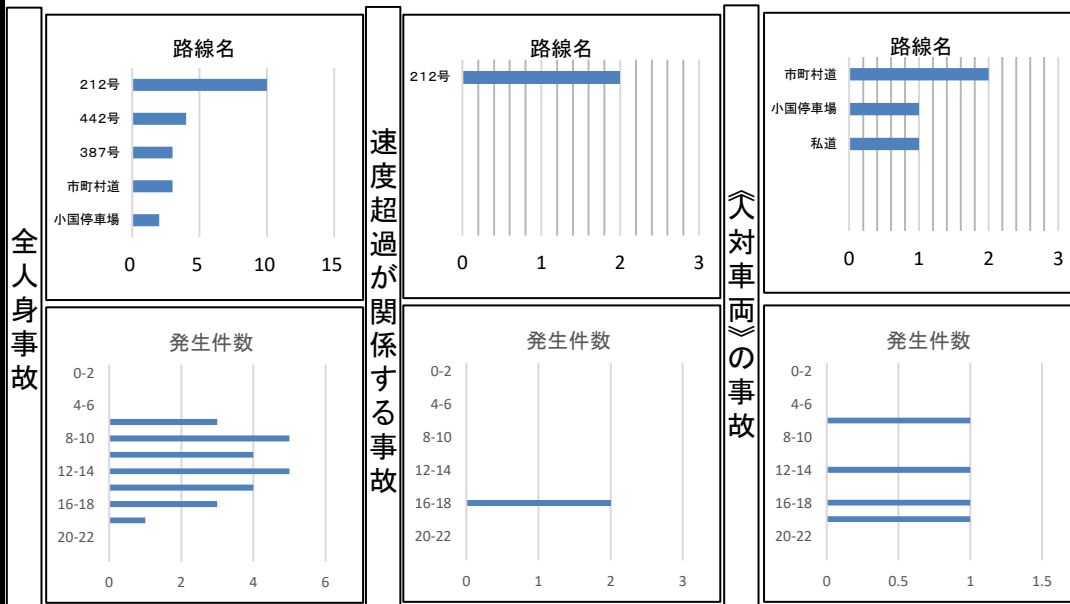 全人身事故
路線名
212号
442号
387号
市町村道
小国停車場
0 5 10 15
発生件数
0-2
4-6
8-10
12-14
16-18
20-22
0 2 4 6
速度超過が関係する事故
路線名
212号
0 1 2 3
発生件数
0-2
4-6
8-10
12-14
16-18
20-22
0 1 2 3
《人対車両》の事故
路線名
市町村道
小国停車場
私道
0 1 2 3
発生件数
0-2
4-6
8-10
12-14
16-18
20-22
0 0.5 1 1.5